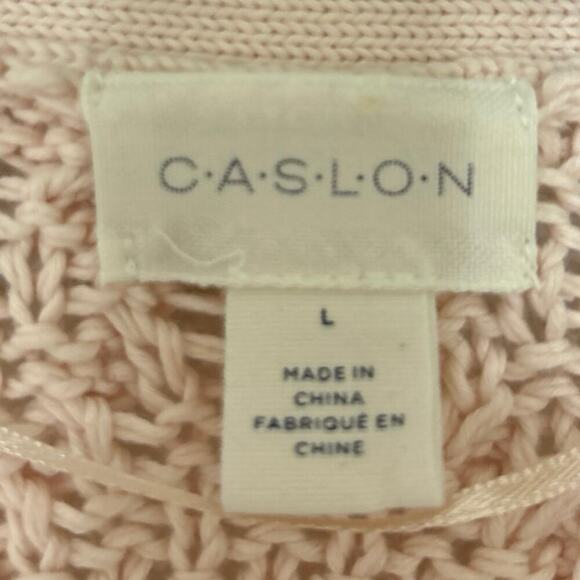 C·A·S·L·O·N
L
MADE IN
CHINA
FABRIQUÉ EN
CHINE